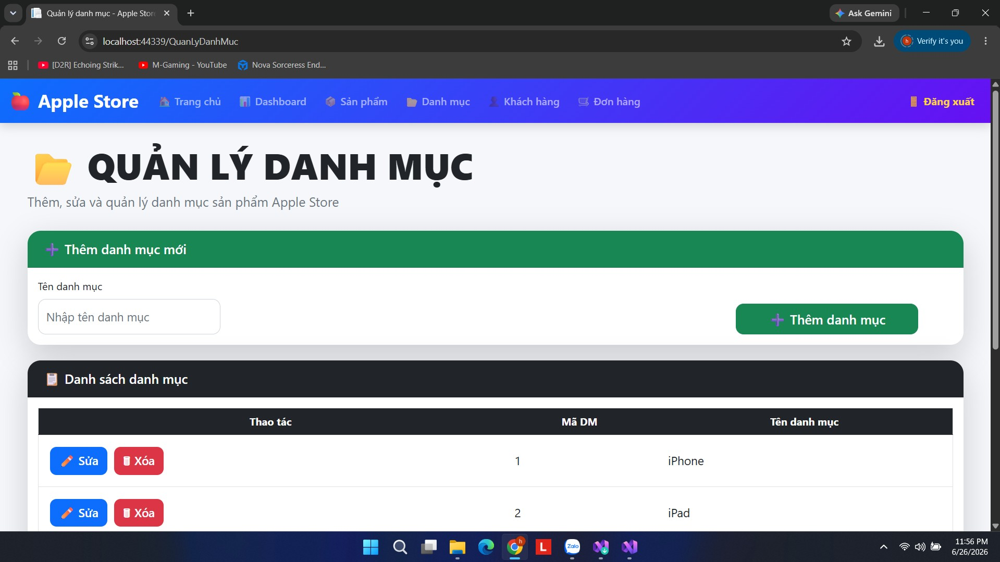 Quản lý danh mục - Apple Stor
Ask Gemini
localhost:44339/QuanLyDanhMuc
h Verify it's you
[D2R] Echoing Strik...
M-Gaming - YouTube
Nova Sorceress End...
Apple Store
Trang chủ
Dashboard
Sản phẩm
Danh mục
Khách hàng
Đơn hàng
Đăng xuất
QUẢN LÝ DANH MỤC
Thêm, sửa và quản lý danh mục sản phẩm Apple Store
Thêm danh mục mới
Tên danh mục
Nhập tên danh mục
Thêm danh mục
Danh sách danh mục
Thao tác Mã DM Tên danh mục
Sửa Xóa 1 iPhone
Sửa Xóa 2 iPad
h
L
Zalo
11:56 PM
6/26/2026